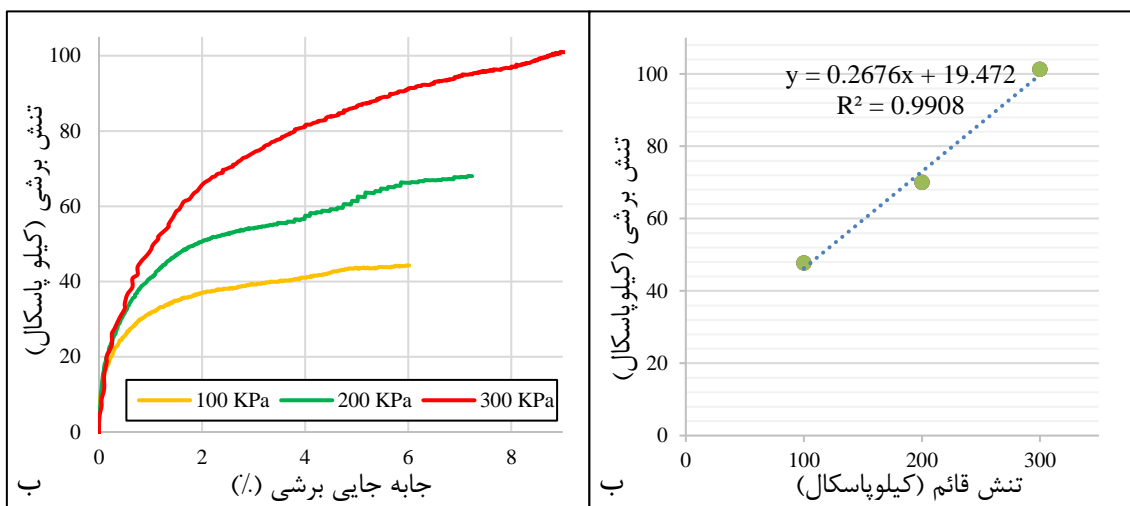 تنش برشی (کیلو پاسکال)
100
80
60
40
20
0
100 KPa 200 KPa 300 KPa
0 2 4 6 8
جابه جایی برشی (٪)
ب
تنش برشی (کیلوپاسکال)
y = 0.2676x + 19.472
R² = 0.9908
100
80
60
40
20
0
0 100 200 300
تنش قائم (کیلوپاسکال)
ب